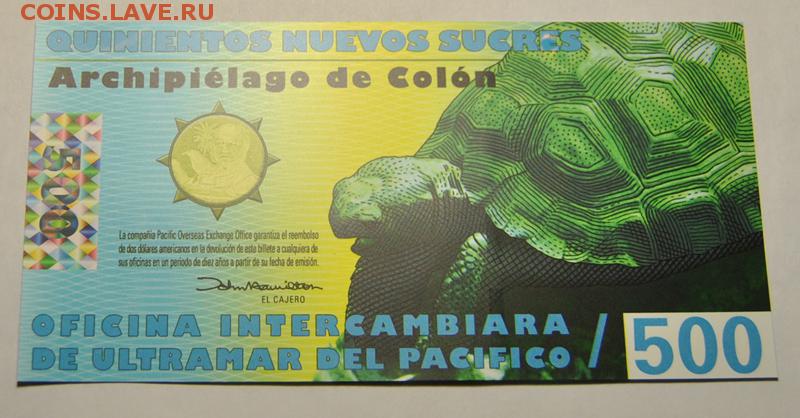 COINS.LAVE.RU
QUINIENTOS NUEVOS SUCRES
Archipiélago de Colón
500
La compañía Pacific Overseas Exchange Office garantiza el reembolso
de dos dólares americanos en la devolución de este billete a cualquiera de
sus oficinas en un periodo de diez años a partir de su fecha de emisión.
John Hamilton
EL CAJERO
OFICINA INTERCAMBIARA
DE ULTRAMAR DEL PACIFICO / 500